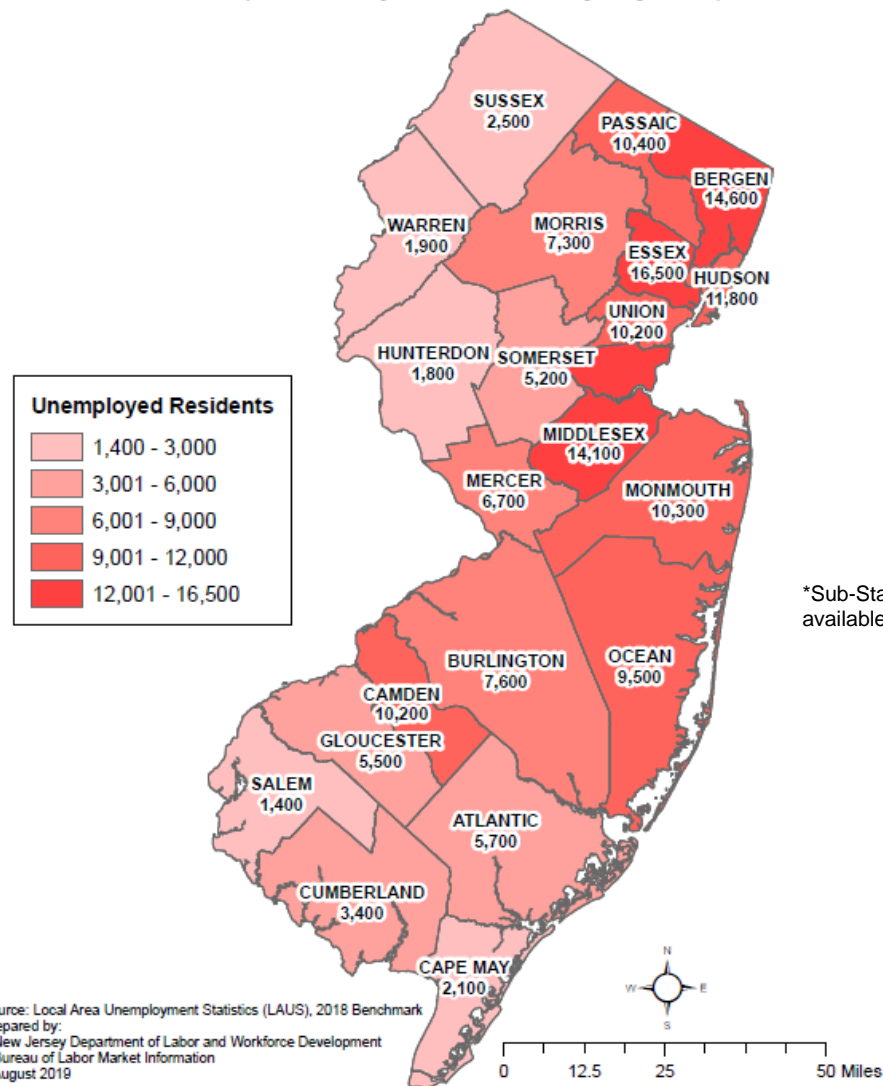 SUSSEX
2,500
PASSAIC
10,400
BERGEN
14,600
WARREN
1,900
MORRIS
7,300
ESSEX
16,500
HUDSON
11,800
UNION
10,200
HUNTERDON
1,800
SOMERSET
5,200
Unemployed Residents
1,400 - 3,000
3,001 - 6,000
6,001 - 9,000
9,001 - 12,000
12,001 - 16,500
MIDDLESEX
14,100
MERCER
6,700
MONMOUTH
10,300
*Sub-Sta
available
BURLINGTON
7,600
OCEAN
9,500
CAMDEN
10,200
GLOUCESTER
5,500
SALEM
1,400
ATLANTIC
5,700
CUMBERLAND
3,400
CAPE MAY
2,100
N
W E
S
urce: Local Area Unemployment Statistics (LAUS), 2018 Benchmark
epared by:
New Jersey Department of Labor and Workforce Development
Bureau of Labor Market Information
ugust 2019
0 12.5 25 50 Miles